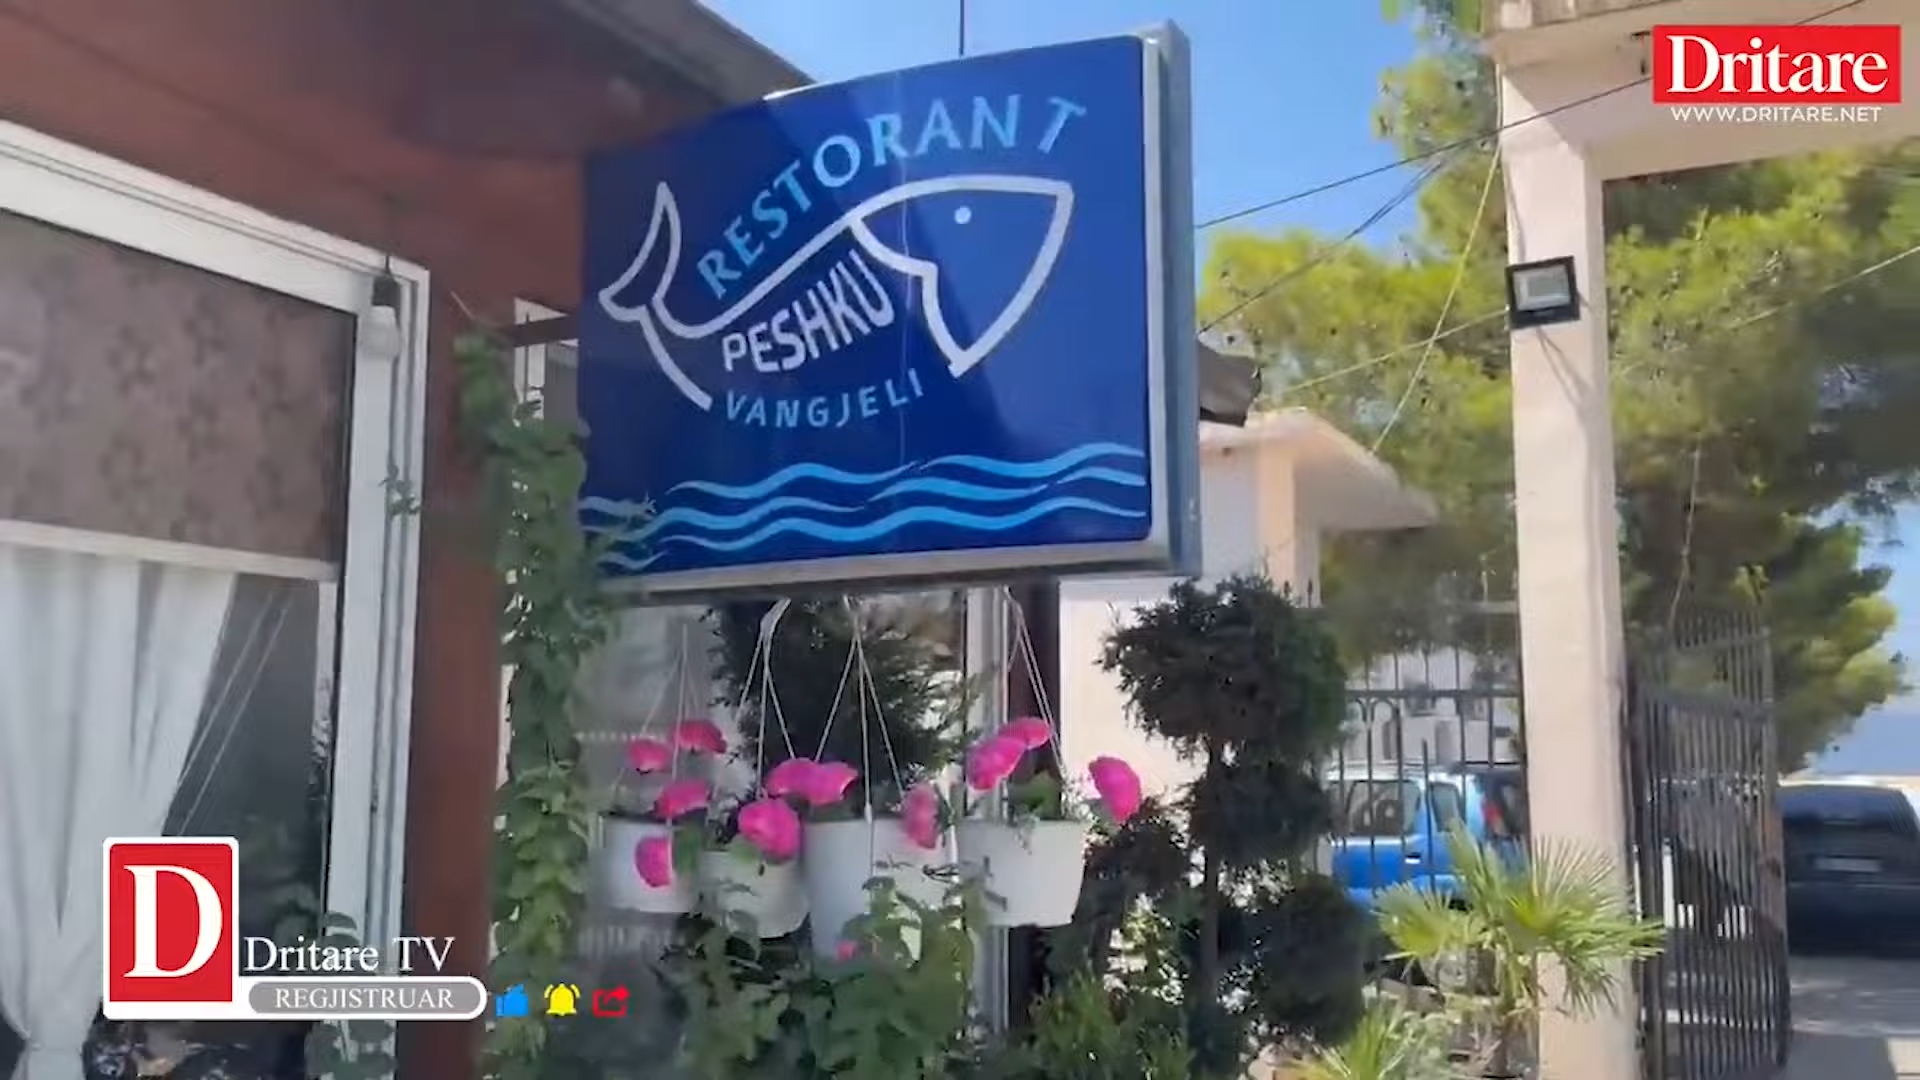 Dritare
WWW.DRITARE.NET
RESTORANT
PESHKU
VANGJELI
D
Dritare TV
REGJISTRUAR